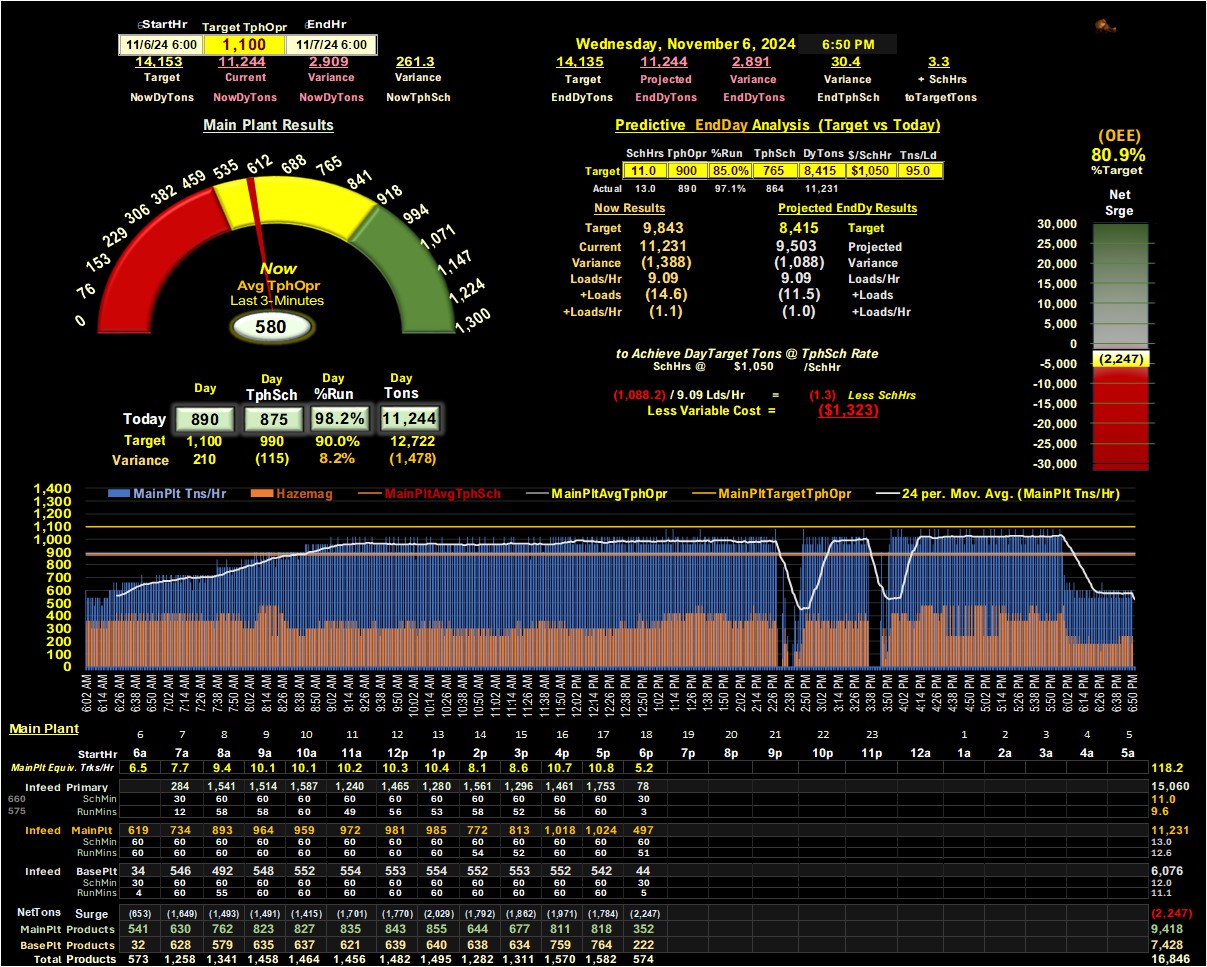 StartHr Target TphOpr EndHr
11/6/24 6:00 1,100 11/7/24 6:00
Wednesday, November 6, 2024 6:50 PM
14,153 11,244 2,909 261.3 14,135 11,244 2,891 30.4 3.3
Target Current Variance Variance Target Projected Variance Variance + SchHrs
NowDyTons NowDyTons NowDyTons NowTphSch EndDyTons EndDyTons EndDyTons EndTphSch toTargetTons
Main Plant Results
0 76 153 229 306 382 459 535 612 688 765 841 918 994 1,071 1,147 1,224 1,300
Now
Avg TphOpr
Last 3-Minutes
580
Day Day Day Day
TphSch %Run Tons
Today 890 875 98.2% 11,244
Target 1,100 990 90.0% 12,722
Variance 210 (115) 8.2% (1,478)
Predictive EndDay Analysis (Target vs Today)
SchHrs TphOpr %Run TphSch DyTons $/SchHr Tns/Ld
Target 11.0 900 85.0% 765 8,415 $1,050 95.0
Actual 13.0 890 97.1% 864 11,231
Now Results Projected EndDy Results
Target 9,843 8,415 Target
Current 11,231 9,503 Projected
Variance (1,388) (1,088) Variance
Loads/Hr 9.09 9.09 Loads/Hr
+Loads (14.6) (11.5) +Loads
+Loads/Hr (1.1) (1.0) +Loads/Hr
to Achieve DayTarget Tons @ TphSch Rate
SchHrs @ $1,050 /SchHr
(1,088.2) / 9.09 Lds/Hr = (1.3) Less SchHrs
Less Variable Cost = ($1,323)
(OEE)
80.9%
%Target
Net
Srge
30,000
25,000
20,000
15,000
10,000
5,000
0
-5,000
-10,000
-15,000
-20,000
-25,000
-30,000
(2,247)
MainPlt Tns/Hr Hazemag MainPltAvgTphSch MainPltAvgTphOpr MainPltTargetTphOpr 24 per. Mov. Avg. (MainPlt Tns/Hr)
1,400
1,300
1,200
1,100
1,000
900
800
700
600
500
400
300
200
100
0
6:02 AM 6:14 AM 6:26 AM 6:38 AM 6:50 AM 7:02 AM 7:14 AM 7:26 AM 7:38 AM 7:50 AM 8:02 AM 8:14 AM 8:26 AM 8:38 AM 8:50 AM 9:02 AM 9:14 AM 9:26 AM 9:38 AM 9:50 AM 10:02 AM 10:14 AM 10:26 AM 10:38 AM 10:50 AM 11:02 AM 11:14 AM 11:26 AM 11:38 AM 11:50 AM 12:02 PM 12:14 PM 12:26 PM 12:38 PM 12:50 PM 1:02 PM 1:14 PM 1:26 PM 1:38 PM 1:50 PM 2:02 PM 2:14 PM 2:26 PM 2:38 PM 2:50 PM 3:02 PM 3:14 PM 3:26 PM 3:38 PM 3:50 PM 4:02 PM 4:14 PM 4:26 PM 4:38 PM 4:50 PM 5:02 PM 5:14 PM 5:26 PM 5:38 PM 5:50 PM 6:02 PM 6:14 PM 6:26 PM 6:38 PM 6:50 PM
Main Plant
6 7 8 9 10 11 12 13 14 15 16 17 18 19 20 21 22 23 1 2 3 4 5
StartHr 6a 7a 8a 9a 10a 11a 12p 1p 2p 3p 4p 5p 6p 7p 8p 9p 10p 11p 12a 1a 2a 3a 4a 5a
MainPlt Equiv. Trks/Hr 6.5 7.7 9.4 10.1 10.1 10.2 10.3 10.4 8.1 8.6 10.7 10.8 5.2 118.2
Infeed Primary 284 1,541 1,514 1,587 1,240 1,465 1,280 1,561 1,296 1,461 1,753 78 15,060
660 SchMin 30 60 60 60 60 60 60 60 60 60 60 30 11.0
575 RunMins 12 58 58 60 49 56 53 58 52 56 60 3 9.6
Infeed MainPlt 619 734 893 964 959 972 981 985 772 813 1,018 1,024 497 11,231
SchMin 60 60 60 60 60 60 60 60 60 60 60 60 60 13.0
RunMins 60 60 60 60 60 60 60 60 54 52 60 60 51 12.6
Infeed BasePlt 34 546 492 548 552 554 553 554 552 553 552 542 44 6,076
SchMin 30 60 60 60 60 60 60 60 60 60 60 60 30 12.0
RunMins 4 60 55 60 60 60 60 60 60 60 60 60 5 11.1
NetTons Surge (653) (1,649) (1,493) (1,491) (1,415) (1,701) (1,770) (2,029) (1,792) (1,862) (1,971) (1,784) (2,247) (2,247)
MainPlt Products 541 630 762 823 827 835 843 855 644 677 811 818 352 9,418
BasePlt Products 32 628 579 635 637 621 639 640 638 634 759 764 222 7,428
Total Products 573 1,258 1,341 1,458 1,464 1,456 1,482 1,495 1,282 1,311 1,570 1,582 574 16,846